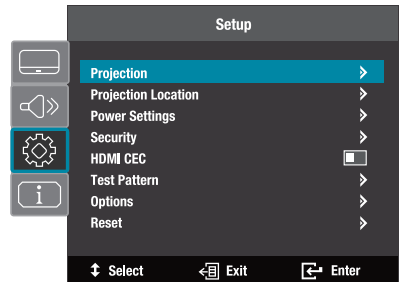 Setup
Projection
Projection Location
Power Settings
Security
HDMI CEC
Test Pattern
Options
Reset
Select Exit Enter